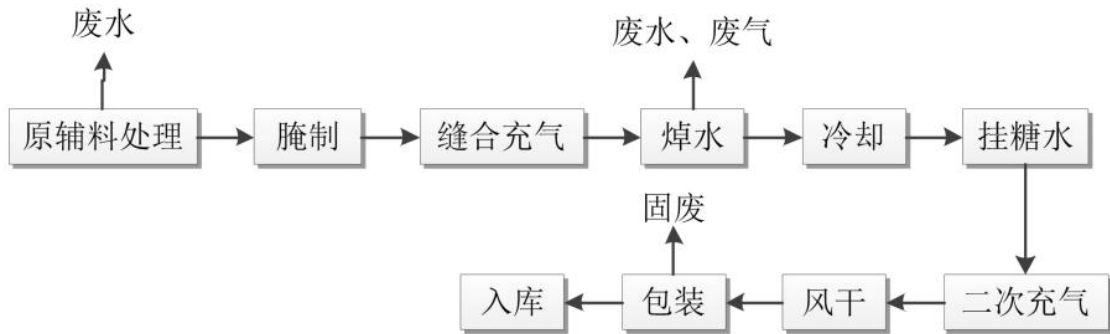 废水
废水、废气
原辅料处理
腌制
缝合充气
焯水
冷却
挂糖水
固废
入库
包装
风干
二次充气